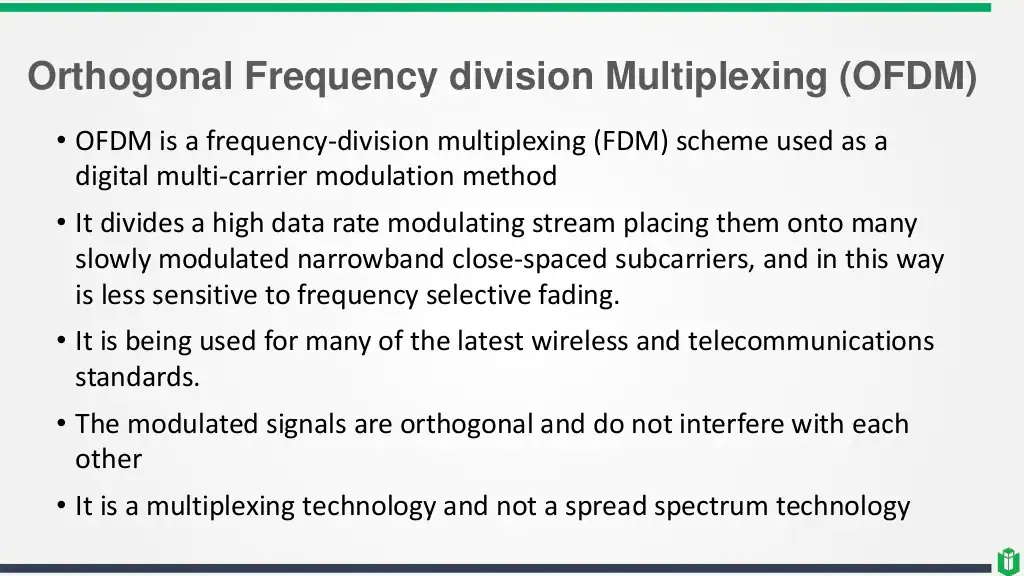 Orthogonal Frequency division Multiplexing (OFDM)
• OFDM is a frequency-division multiplexing (FDM) scheme used as a
digital multi-carrier modulation method
• It divides a high data rate modulating stream placing them onto many
slowly modulated narrowband close-spaced subcarriers, and in this way
is less sensitive to frequency selective fading.
• It is being used for many of the latest wireless and telecommunications
standards.
• The modulated signals are orthogonal and do not interfere with each
other
• It is a multiplexing technology and not a spread spectrum technology